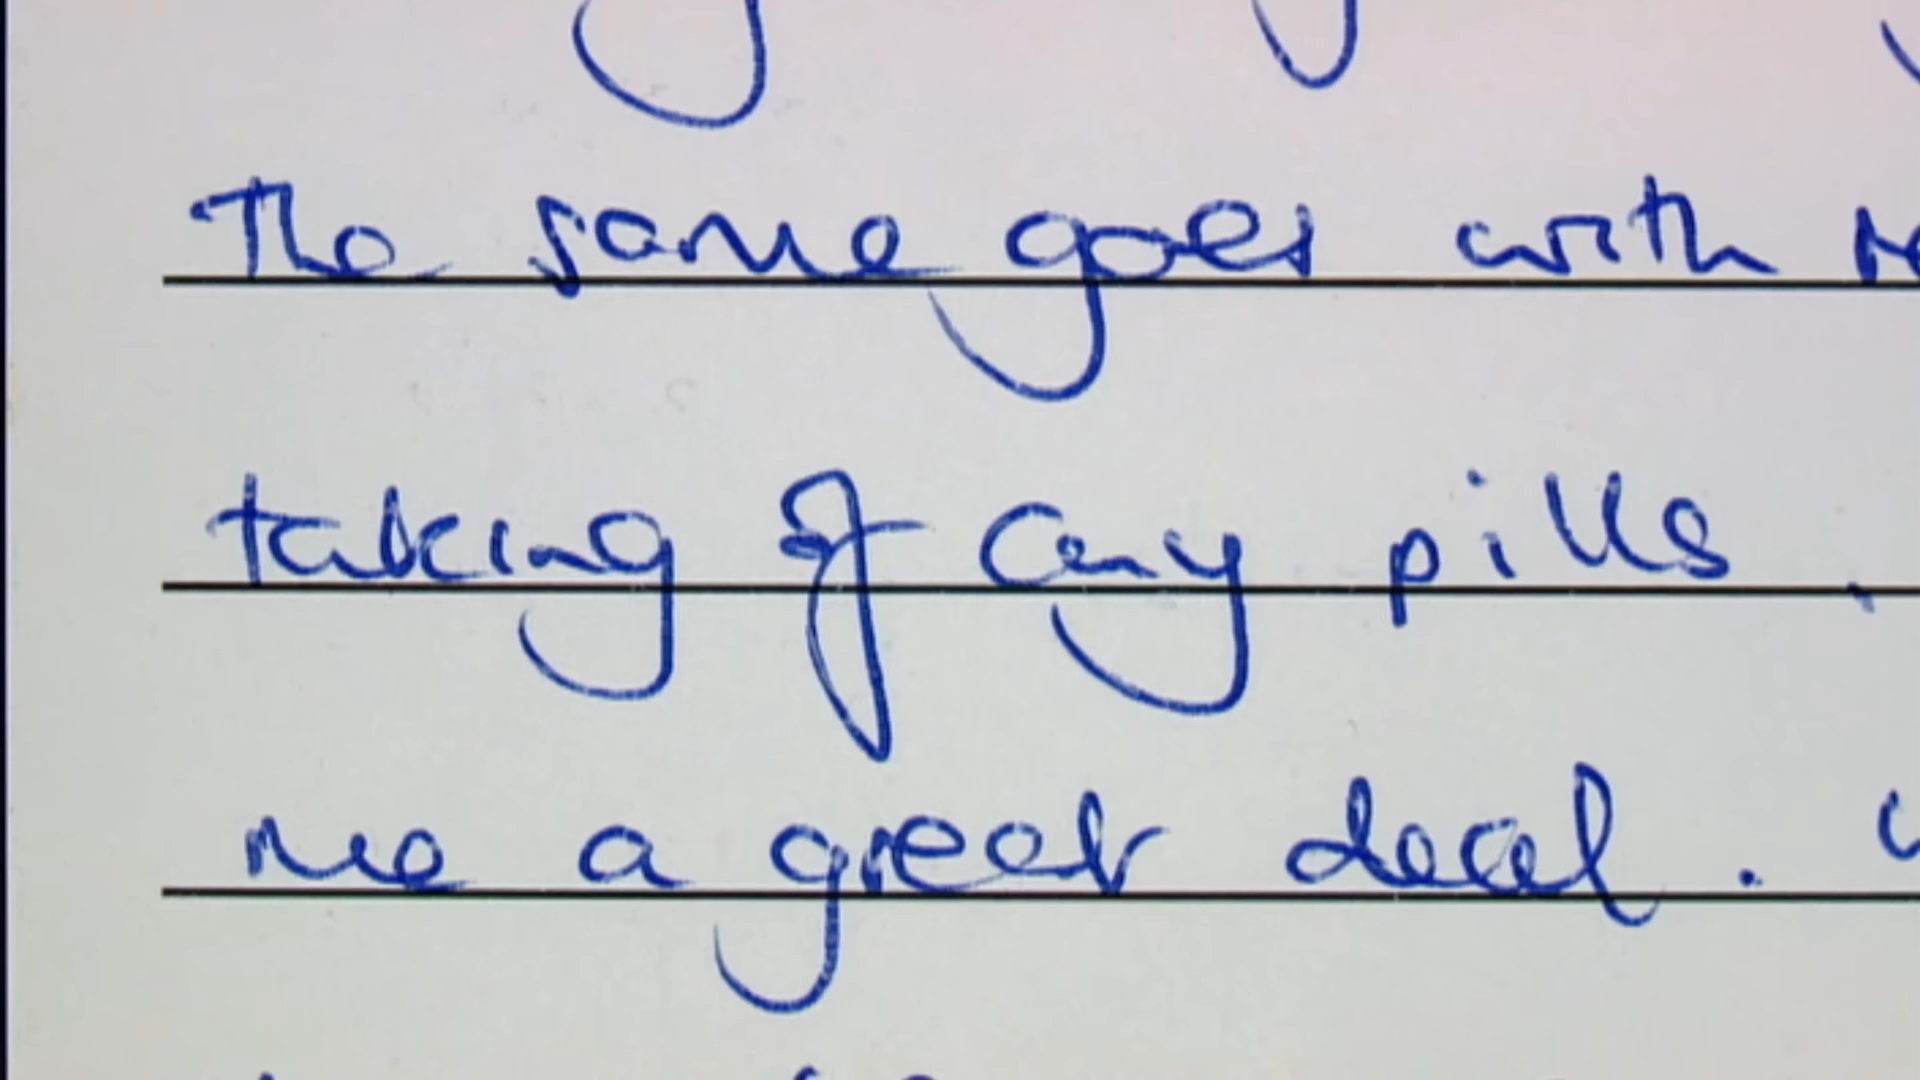 The same goes with
taking of any pills.
me a great deal.